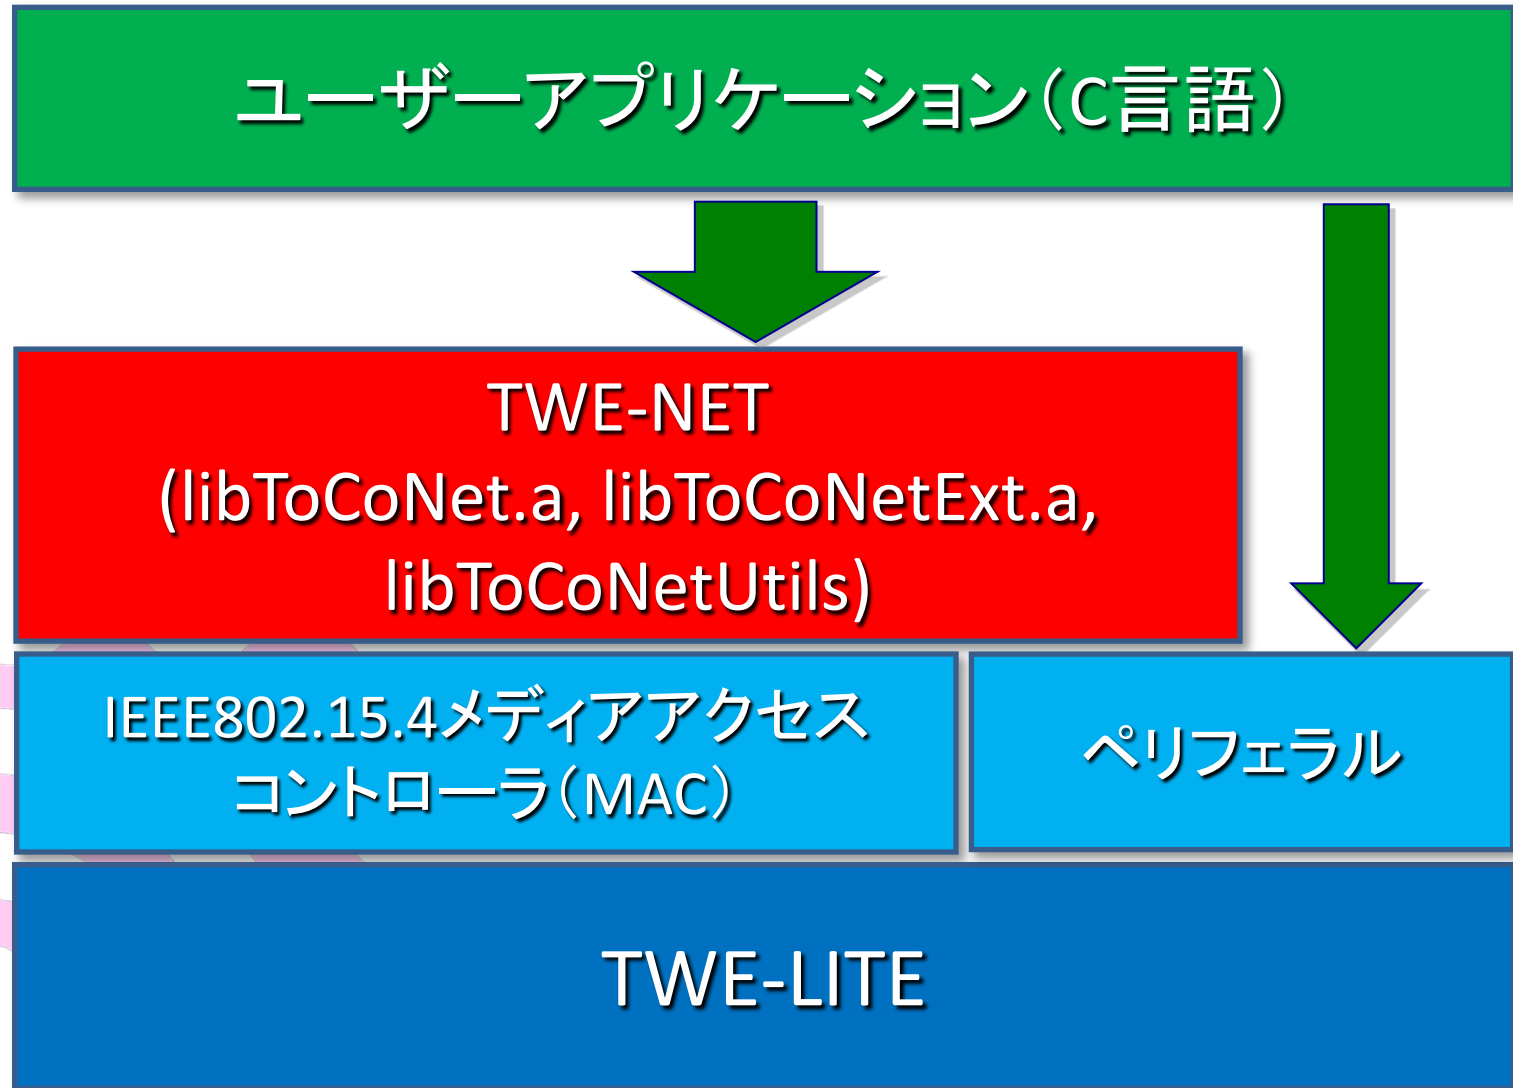 ユーザーアプリケーション（C言語）
TWE-NET
(libToCoNet.a, libToCoNetExt.a,
libToCoNetUtils)
IEEE802.15.4メディアアクセス
コントローラ（MAC）
ペリフェラル
TWE-LITE